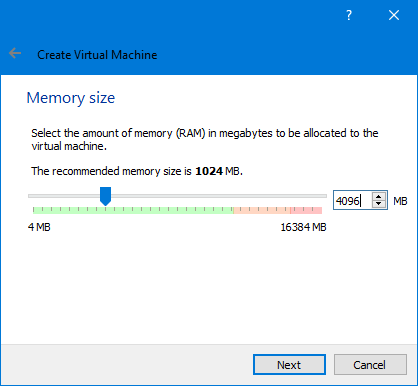 ?
Create Virtual Machine
Memory size
Select the amount of memory (RAM) in megabytes to be allocated to the
virtual machine.
The recommended memory size is 1024 MB.
4096 MB
4 MB 16384 MB
Next Cancel